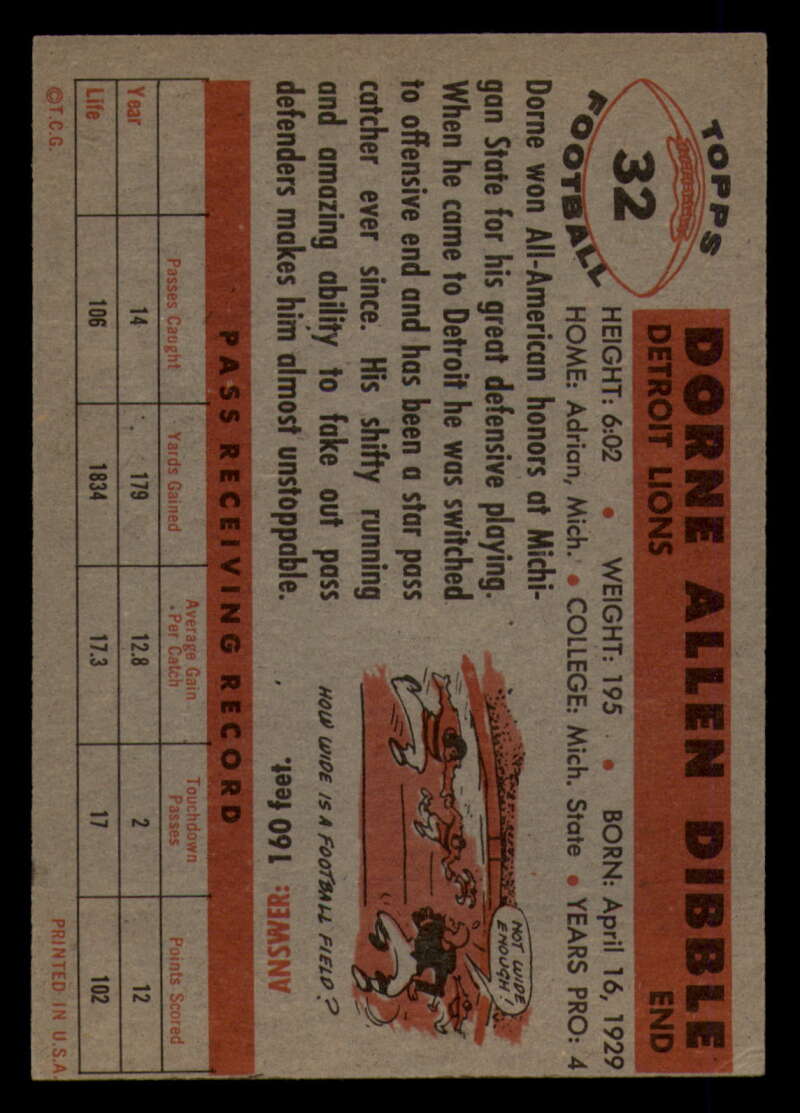 TOPPS
32
FOOTBALL
DORNE ALLEN DIBBLE
DETROIT LIONS END
HEIGHT: 6:02 • WEIGHT: 195 • BORN: April 16, 1929
HOME: Adrian, Mich. • COLLEGE: Mich. State • YEARS PRO: 4
Dorne won All-American honors at Michi-
gan State for his great defensive playing.
When he came to Detroit he was switched
to offensive end and has been a star pass
catcher ever since. His shifty running
and amazing ability to fake out pass
defenders makes him almost unstoppable.
NOT WIDE
ENOUGH!
HOW WIDE IS A FOOTBALL FIELD?
ANSWER: 160 feet.
PASS RECEIVING RECORD
Passes Caught Yards Gained Average Gain Per Catch Touchdown Passes Points Scored
Year 14 179 12.8 2 12
Life 106 1834 17.3 17 102
©T.C.G. PRINTED IN U.S.A.